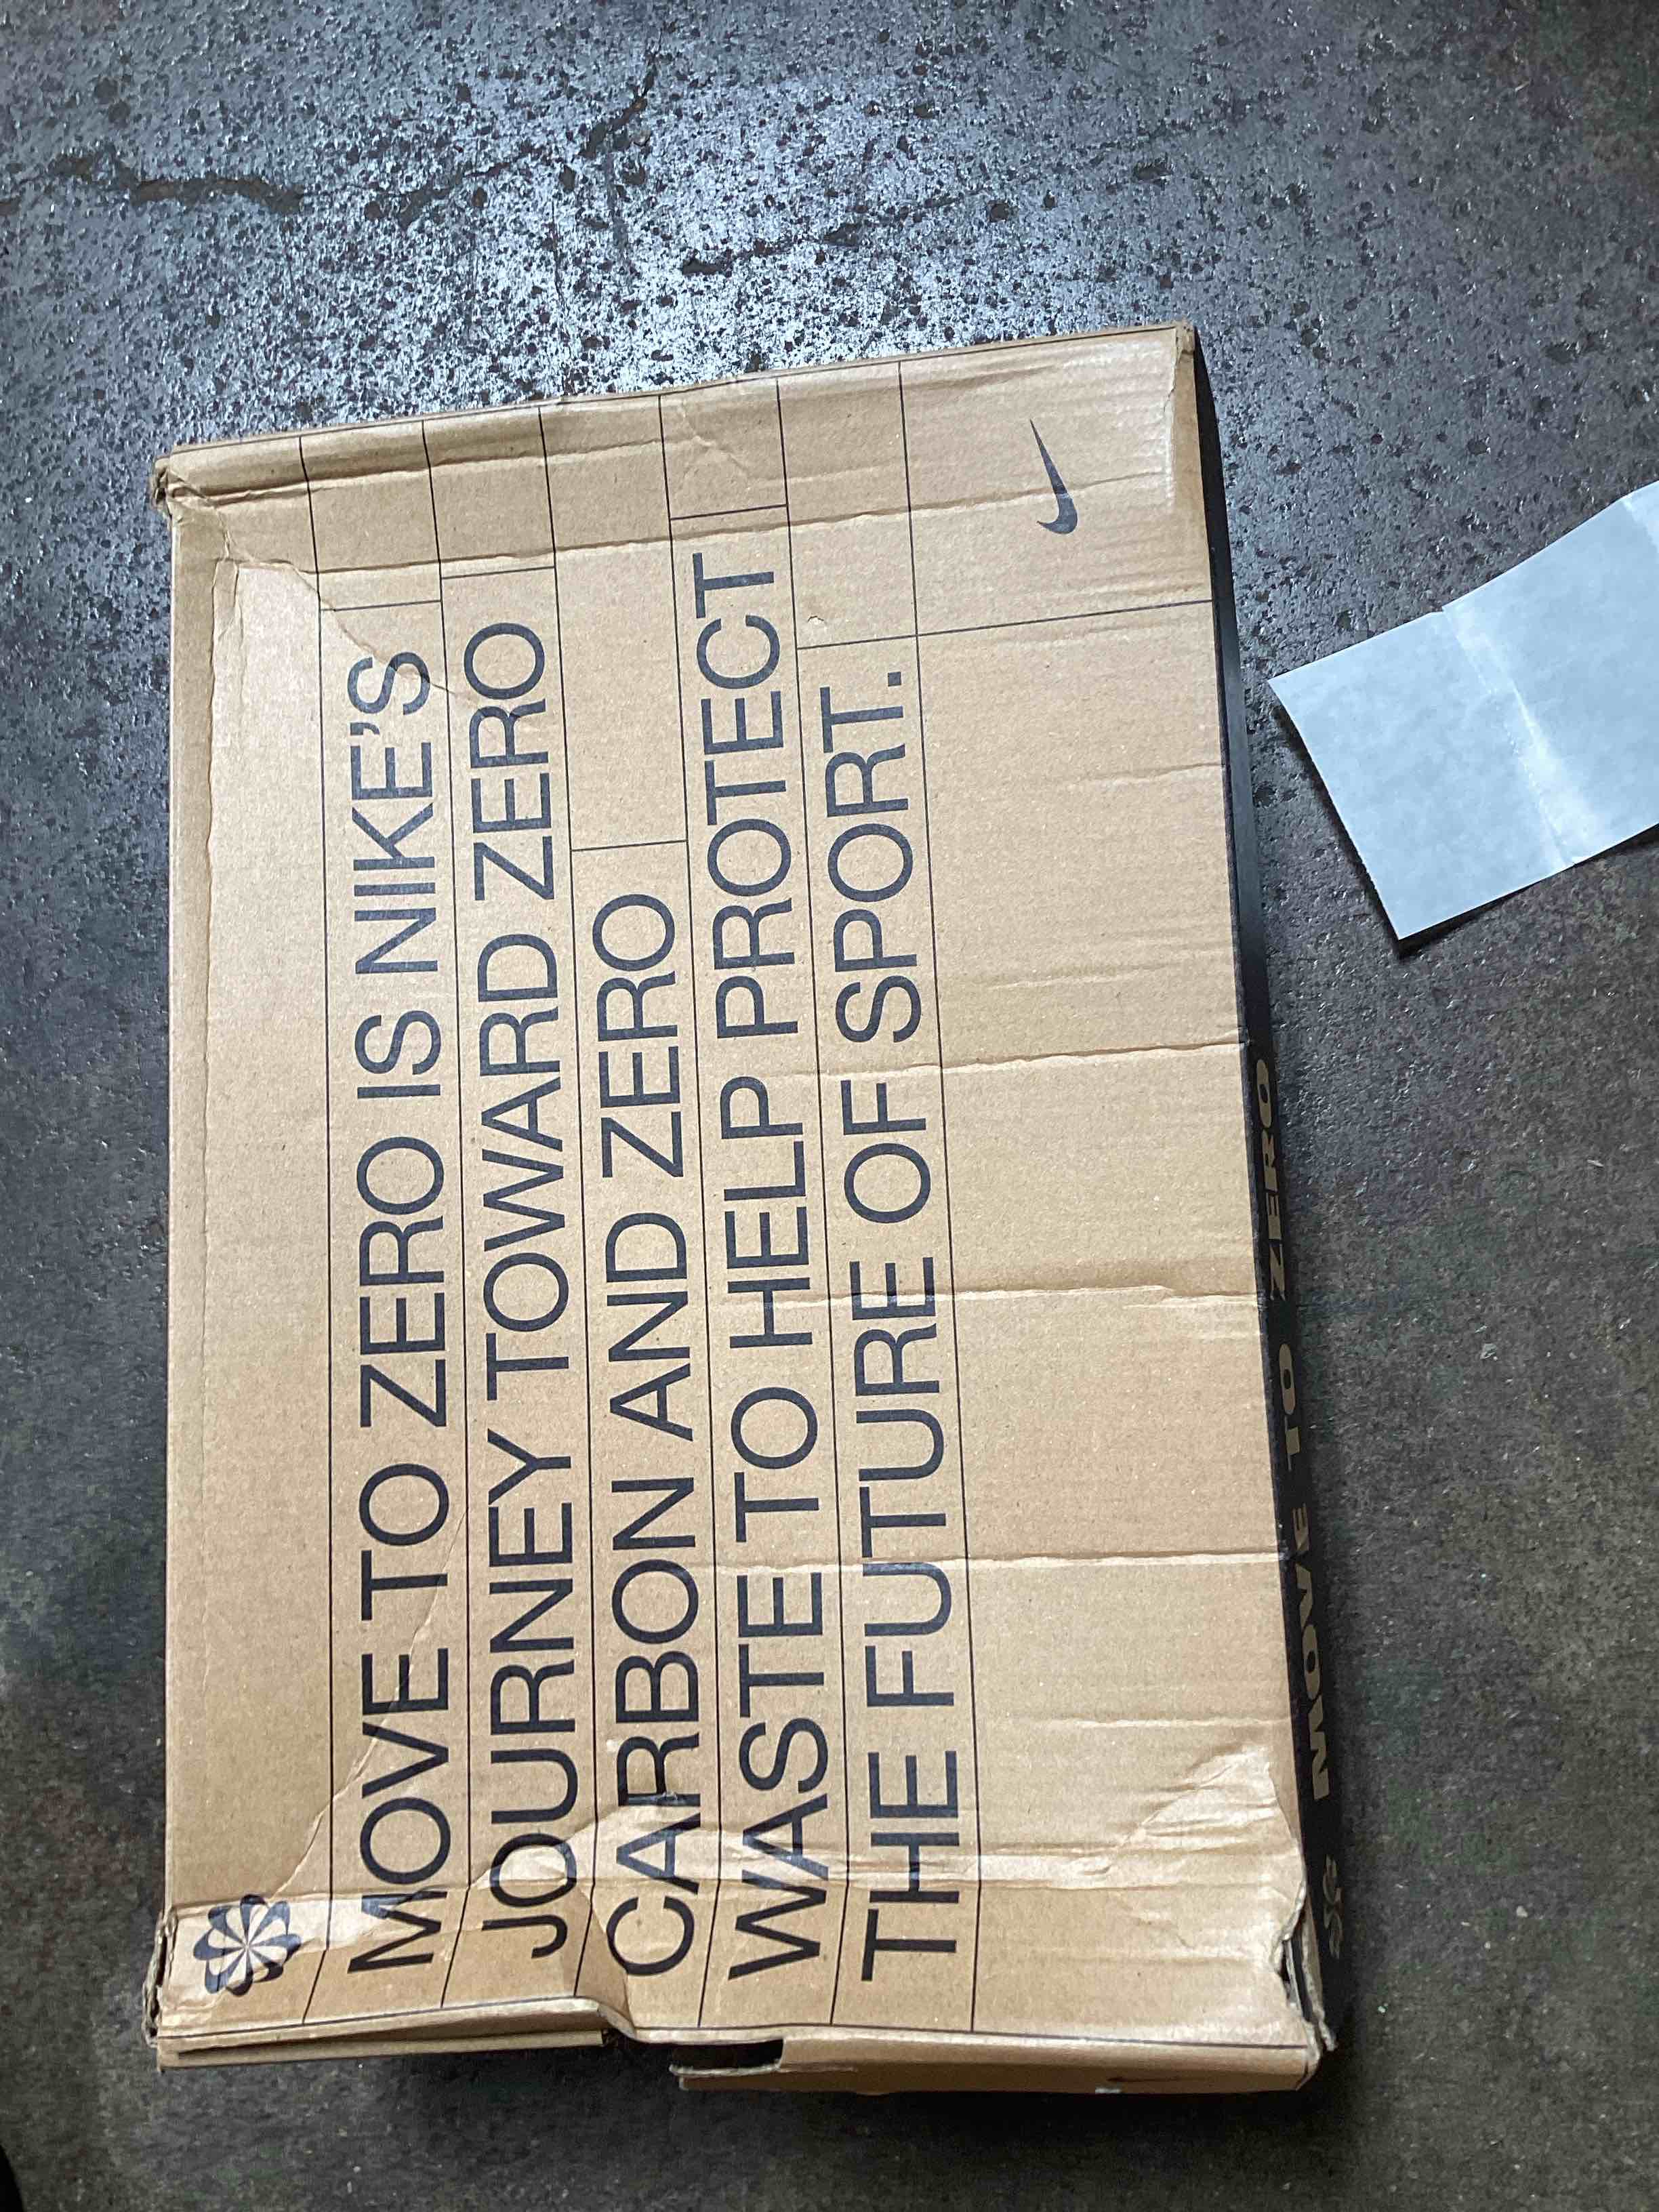 MOVE TO ZERO IS NIKE'S
JOURNEY TOWARD ZERO
CARBON AND ZERO
WASTE TO HELP PROTECT
THE FUTURE OF SPORT.
MOVE TO ZERO